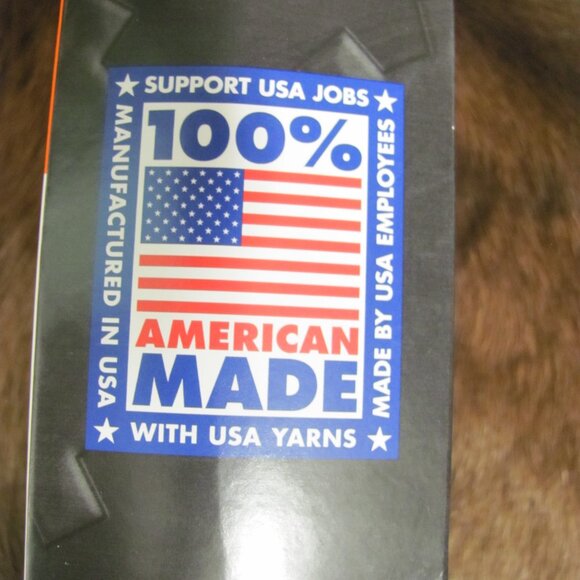 SUPPORT USA JOBS
100%
AMERICAN
MADE
WITH USA YARNS
MANUFACTURED IN USA
MADE BY USA EMPLOYEES